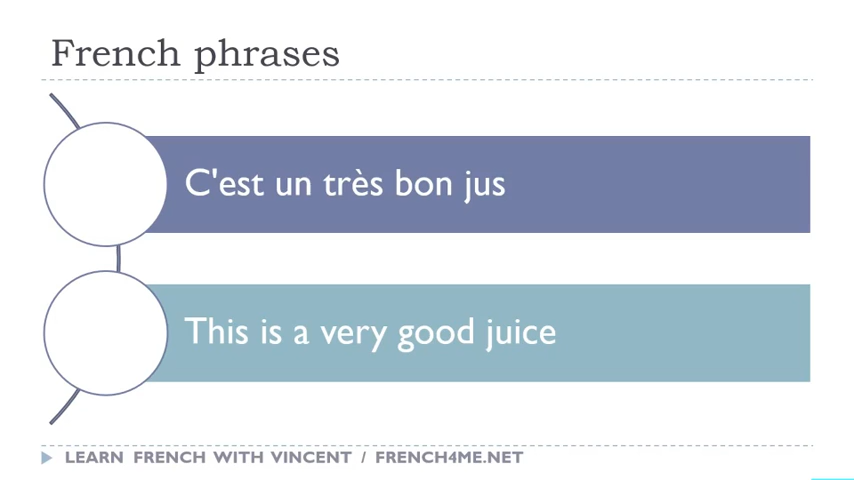 French phrases
C'est un très bon jus
This is a very good juice
LEARN FRENCH WITH VINCENT / FRENCH4ME.NET